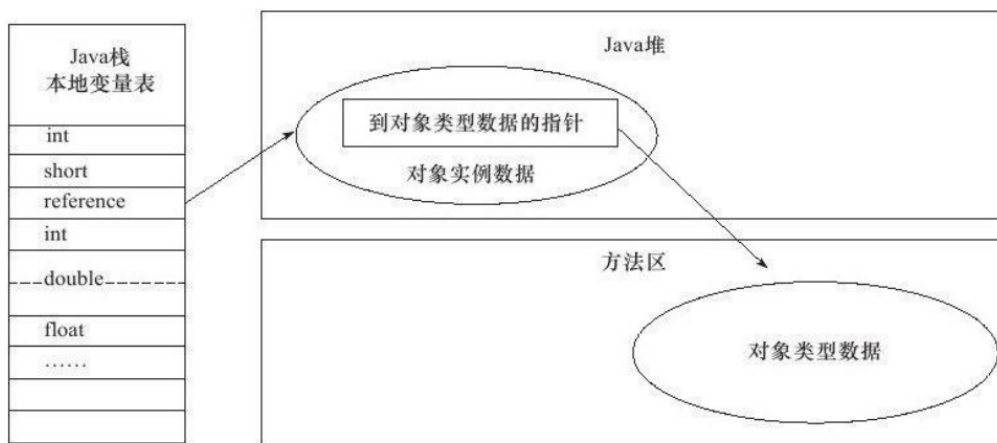 Java栈
本地变量表
int
short
reference
int
double
float
……
Java堆
到对象类型数据的指针
对象实例数据
方法区
对象类型数据